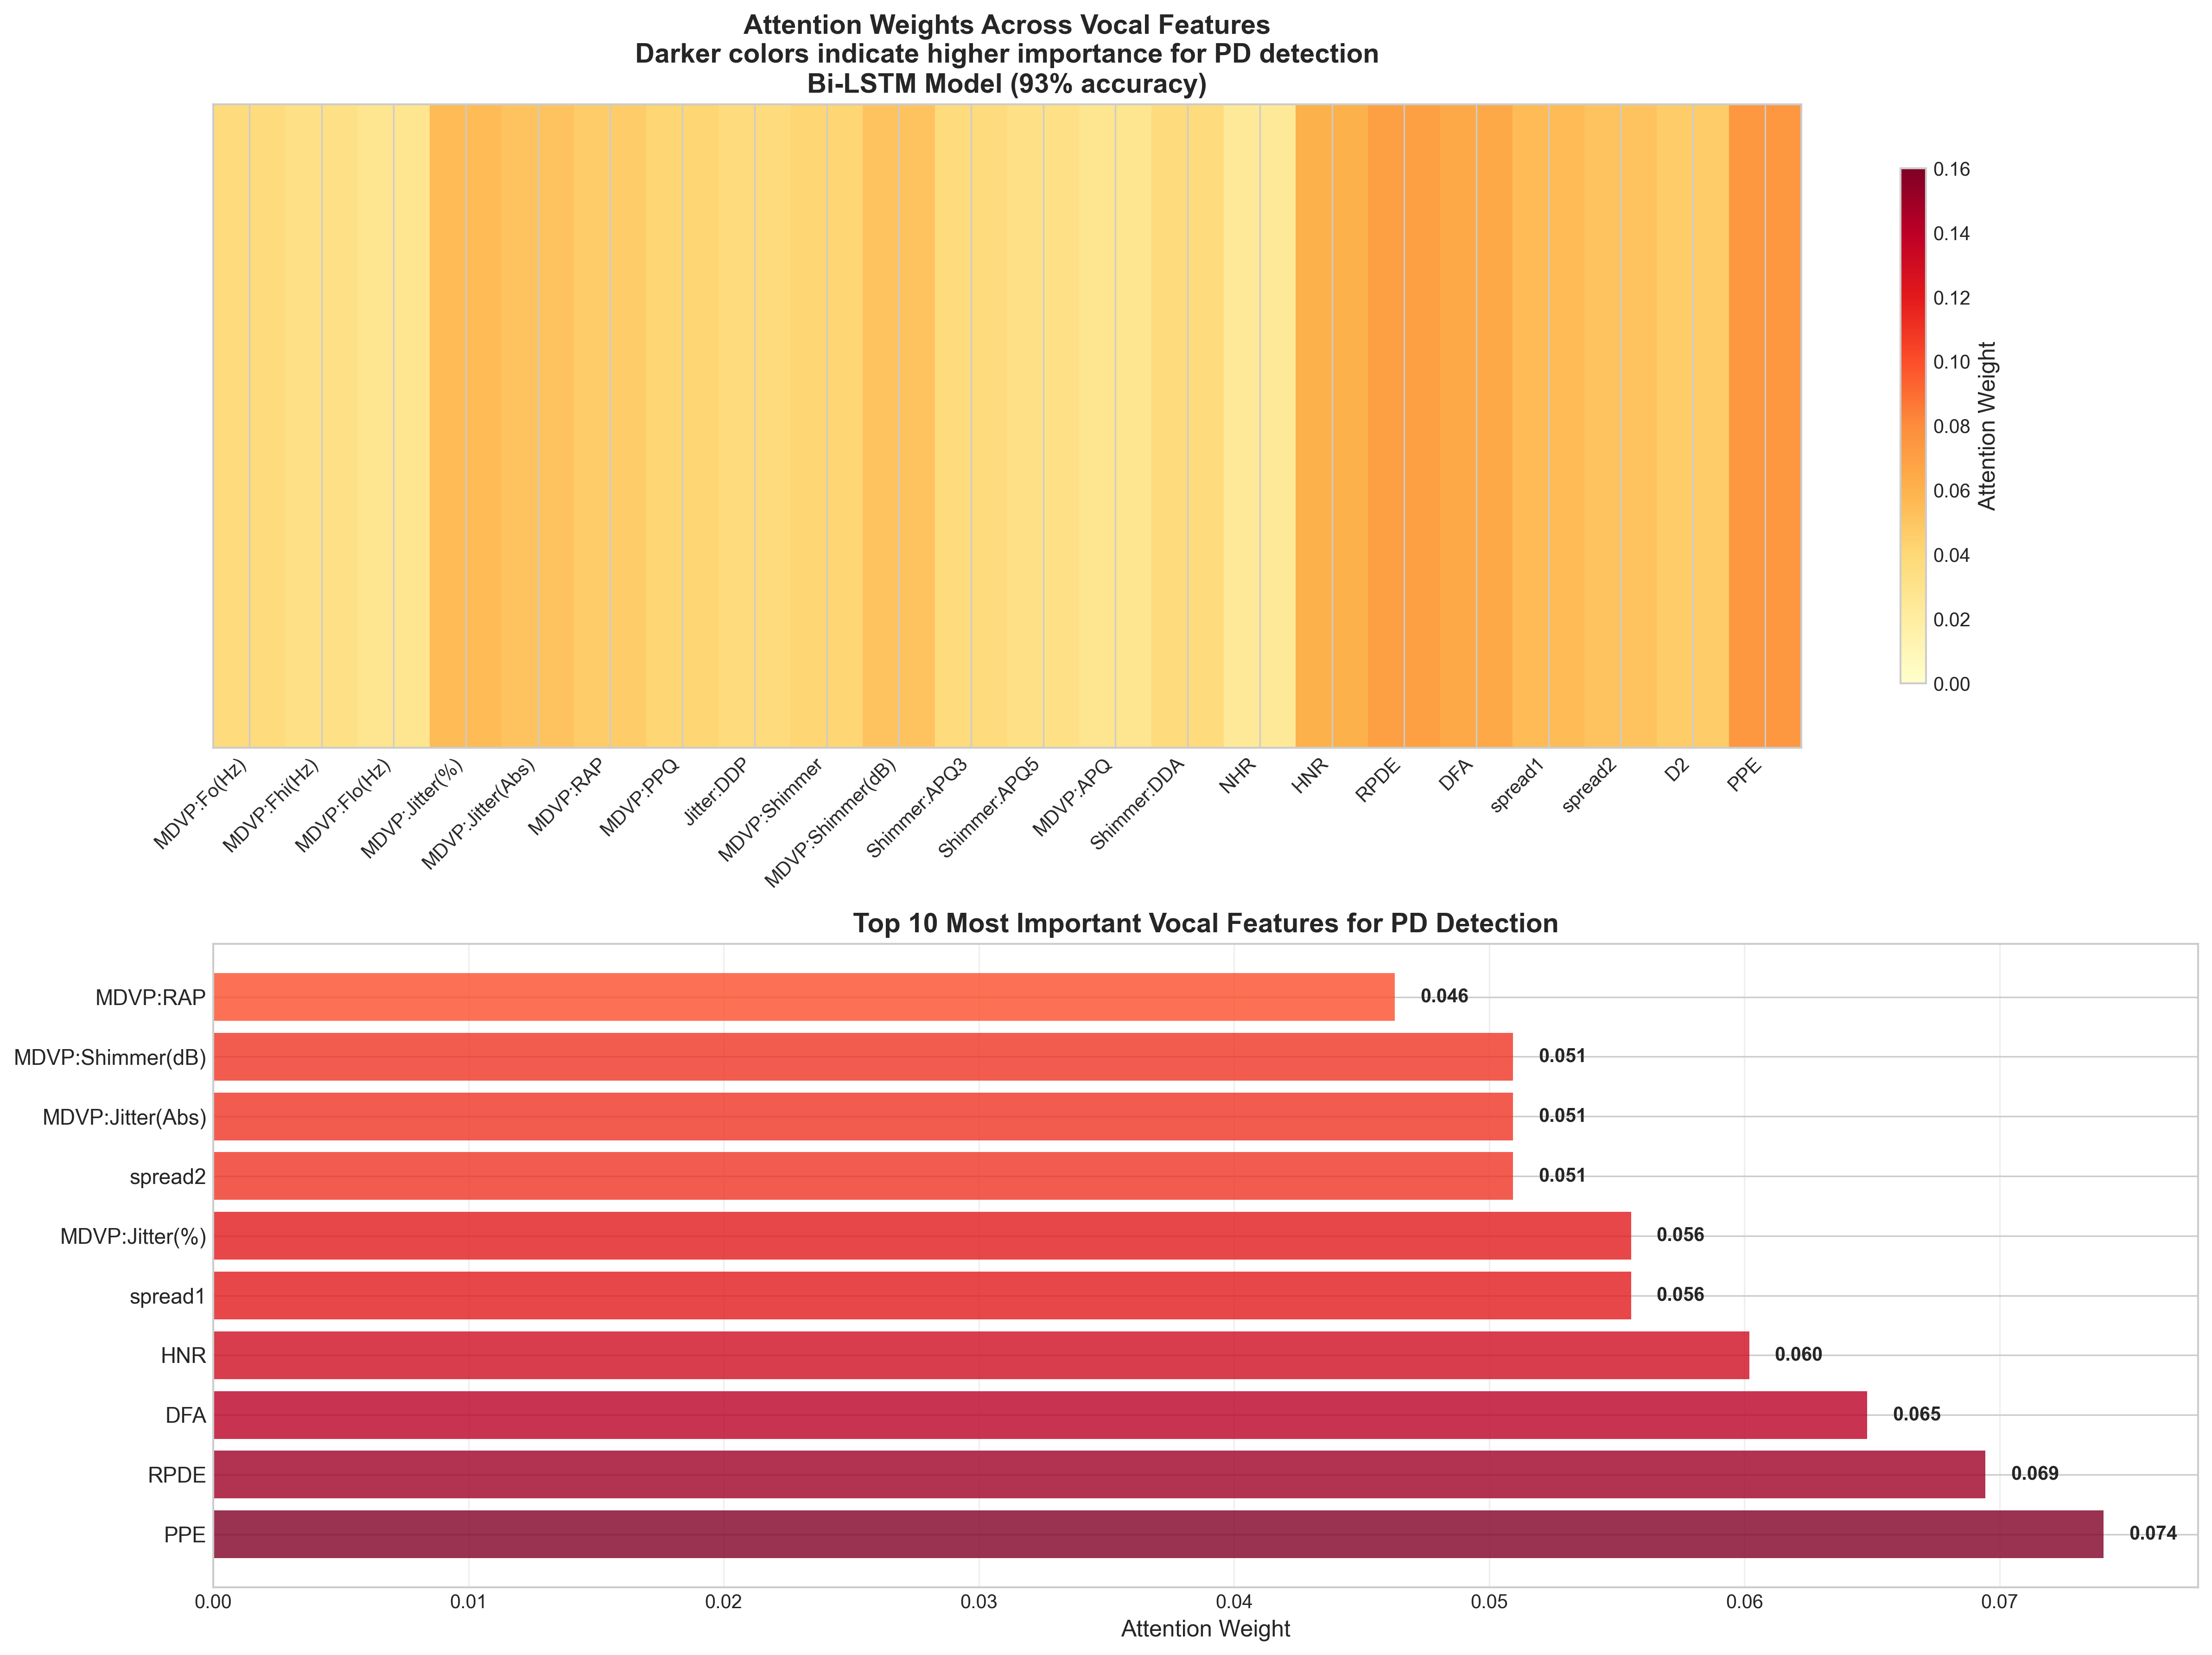 Attention Weights Across Vocal Features
Darker colors indicate higher importance for PD detection
Bi-LSTM Model (93% accuracy)
0.16
0.14
0.12
0.10
0.08
0.06
0.04
0.02
0.00
Attention Weight
MDVP:Fo(Hz)
MDVP:Fhi(Hz)
MDVP:Flo(Hz)
MDVP:Jitter(%)
MDVP:Jitter(Abs)
MDVP:RAP
MDVP:PPQ
Jitter:DDP
MDVP:Shimmer
MDVP:Shimmer(dB)
Shimmer:APQ3
Shimmer:APQ5
MDVP:APQ
Shimmer:DDA
NHR
HNR
RPDE
DFA
spread1
spread2
D2
PPE
Top 10 Most Important Vocal Features for PD Detection
MDVP:RAP 0.046
MDVP:Shimmer(dB) 0.051
MDVP:Jitter(Abs) 0.051
spread2 0.051
MDVP:Jitter(%) 0.056
spread1 0.056
HNR 0.060
DFA 0.065
RPDE 0.069
PPE 0.074
0.00 0.01 0.02 0.03 0.04 0.05 0.06 0.07
Attention Weight